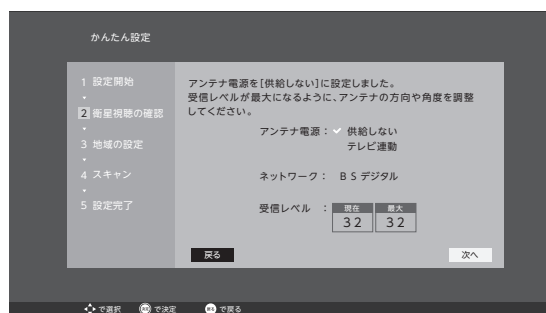 かんたん設定
1 設定開始
2 衛星視聴の確認
3 地域の設定
4 スキャン
5 設定完了
アンテナ電源を[供給しない]に設定しました。
受信レベルが最大になるように、アンテナの方向や角度を調整
してください。
アンテナ電源： 供給しない
テレビ連動
ネットワーク： BSデジタル
受信レベル ： 現在 最大
32 32
戻る 次へ
で選択 で決定 で戻る